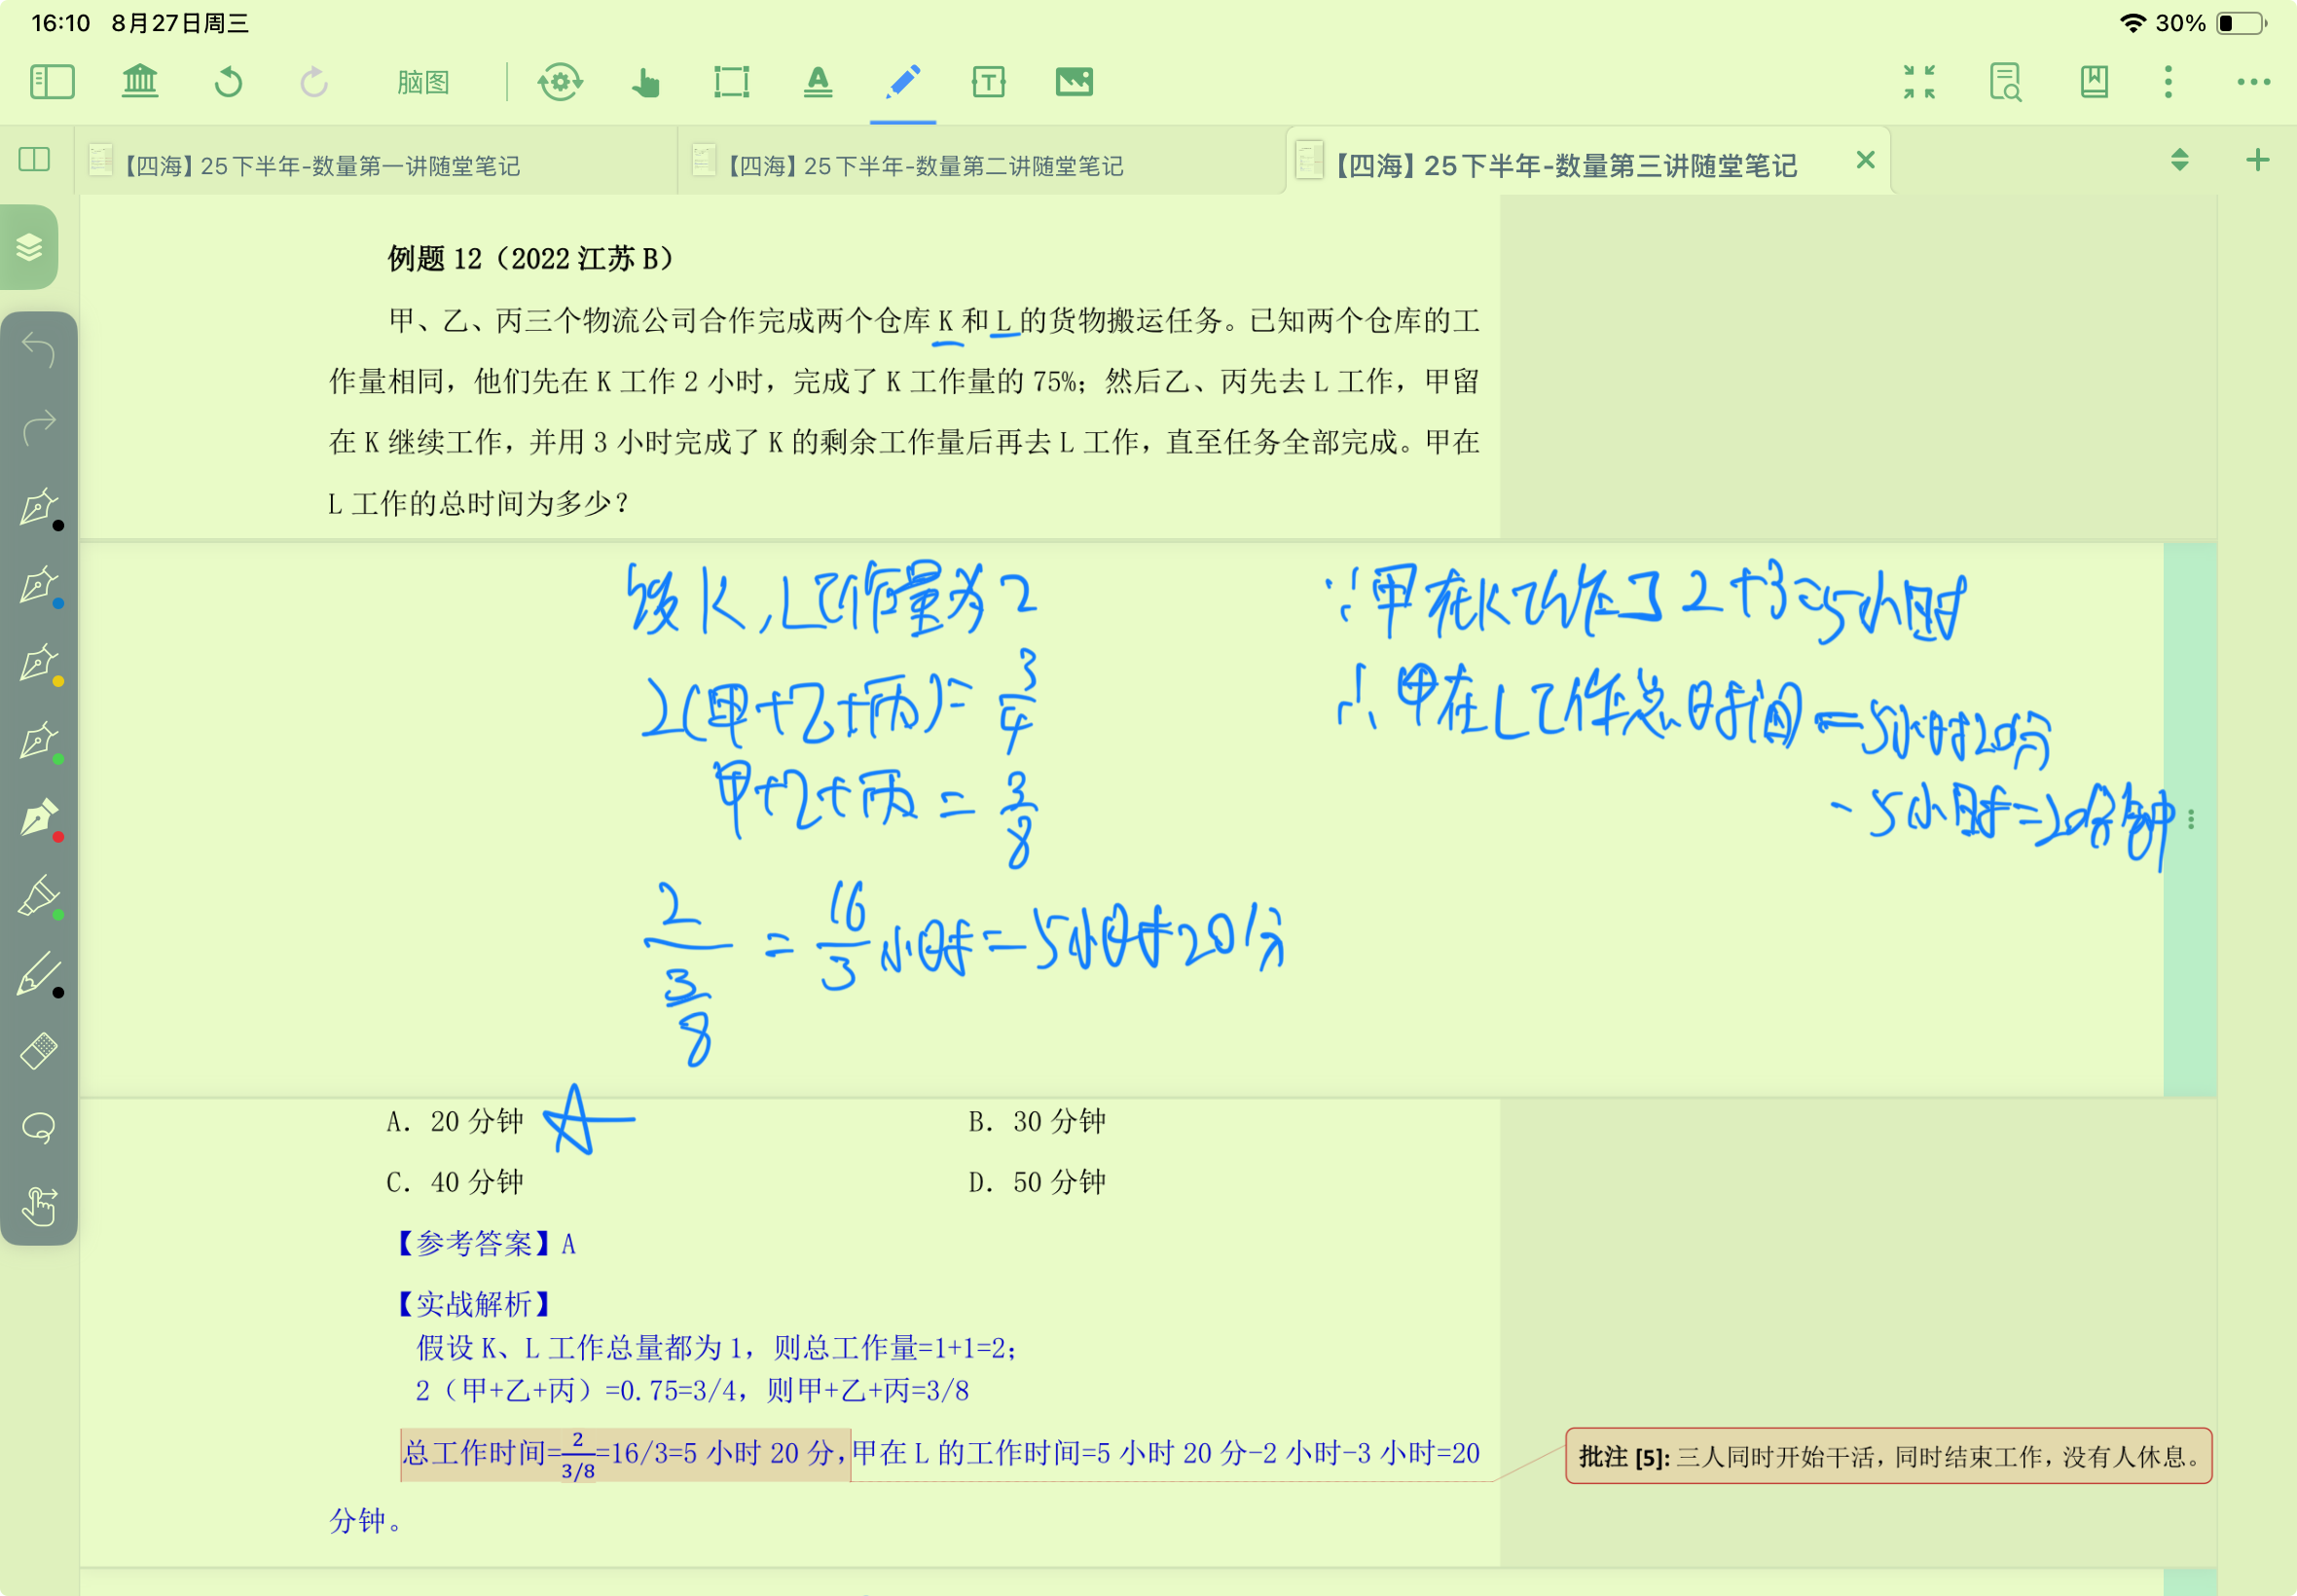 16:10 8月27日周三
30%
脑图
【四海】25下半年-数量第一讲随堂笔记
【四海】25下半年-数量第二讲随堂笔记
【四海】25下半年-数量第三讲随堂笔记
例题 12（2022 江苏 B）
甲、乙、丙三个物流公司合作完成两个仓库 K 和 L 的货物搬运任务。已知两个仓库的工
作量相同，他们先在 K 工作 2 小时，完成了 K 工作量的 75%；然后乙、丙先去 L 工作，甲留
在 K 继续工作，并用 3 小时完成了 K 的剩余工作量后再去 L 工作，直至任务全部完成。甲在
L 工作的总时间为多少？
设 K,L工作量为2
2(甲+乙+丙)=3/4
甲+乙+丙=3/8
2/(3/8)=16/3小时=5小时20分
∵甲在K工作了2+3=5小时
∴甲在L工作总时间=5小时20分
-5小时=20分钟
A. 20 分钟
B. 30 分钟
C. 40 分钟
D. 50 分钟
【参考答案】A
【实战解析】
假设 K、L 工作总量都为 1，则总工作量=1+1=2；
2（甲+乙+丙）=0.75=3/4，则甲+乙+丙=3/8
总工作时间=2/(3/8)=16/3=5 小时 20 分，甲在 L 的工作时间=5 小时 20 分-2 小时-3 小时=20
分钟。
批注 [5]: 三人同时开始干活，同时结束工作，没有人休息。